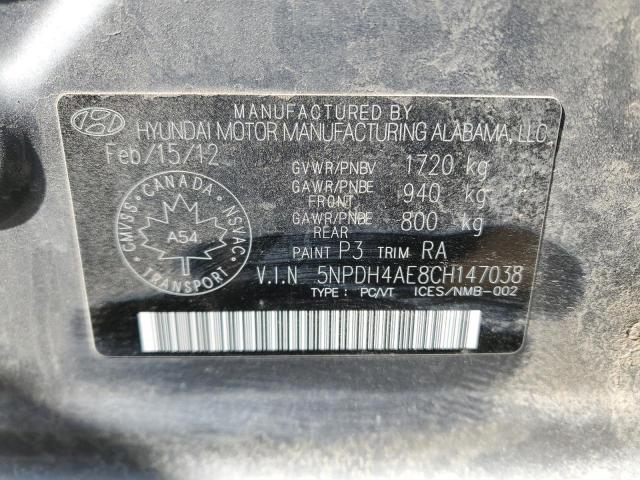 MANUFACTURED BY
HYUNDAI MOTOR MANUFACTURING ALABAMA, LLC
Feb/15/12
GVWR/PNBV 1720 kg
GAWR/PNBE FRONT 940 kg
GAWR/PNBE REAR 800 kg
CANADA
CMVSS A54 NSVAC
TRANSPORT
PAINT P3 TRIM RA
V.I.N 5NPDH4AE8CH147038
TYPE : PC/VT ICES/NMB-002